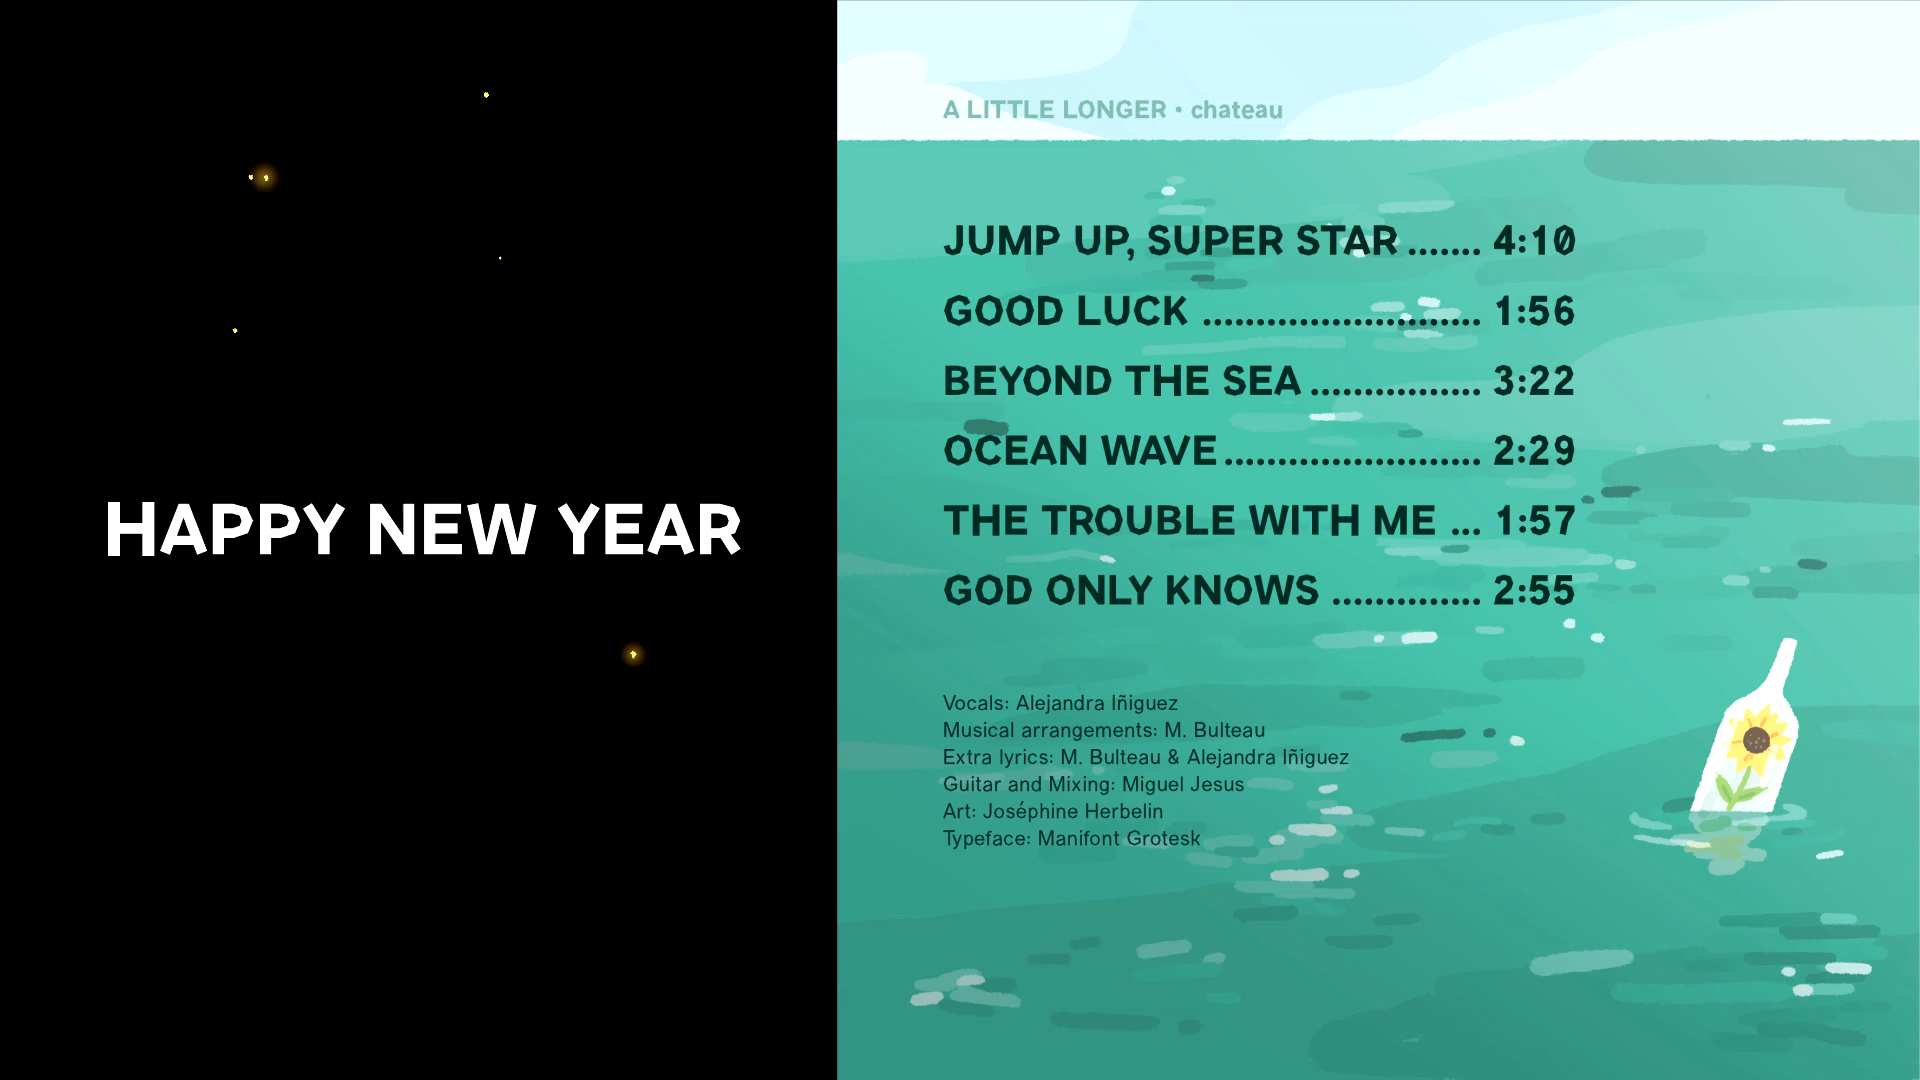 HAPPY NEW YEAR
A LITTLE LONGER • chateau
JUMP UP, SUPER STAR ....... 4:10
GOOD LUCK .......................... 1:56
BEYOND THE SEA ................ 3:22
OCEAN WAVE ........................ 2:29
THE TROUBLE WITH ME ... 1:57
GOD ONLY KNOWS .............. 2:55
Vocals: Alejandra Iñiguez
Musical arrangements: M. Bulteau
Extra lyrics: M. Bulteau & Alejandra Iñiguez
Guitar and Mixing: Miguel Jesus
Art: Joséphine Herbelin
Typeface: Manifont Grotesk